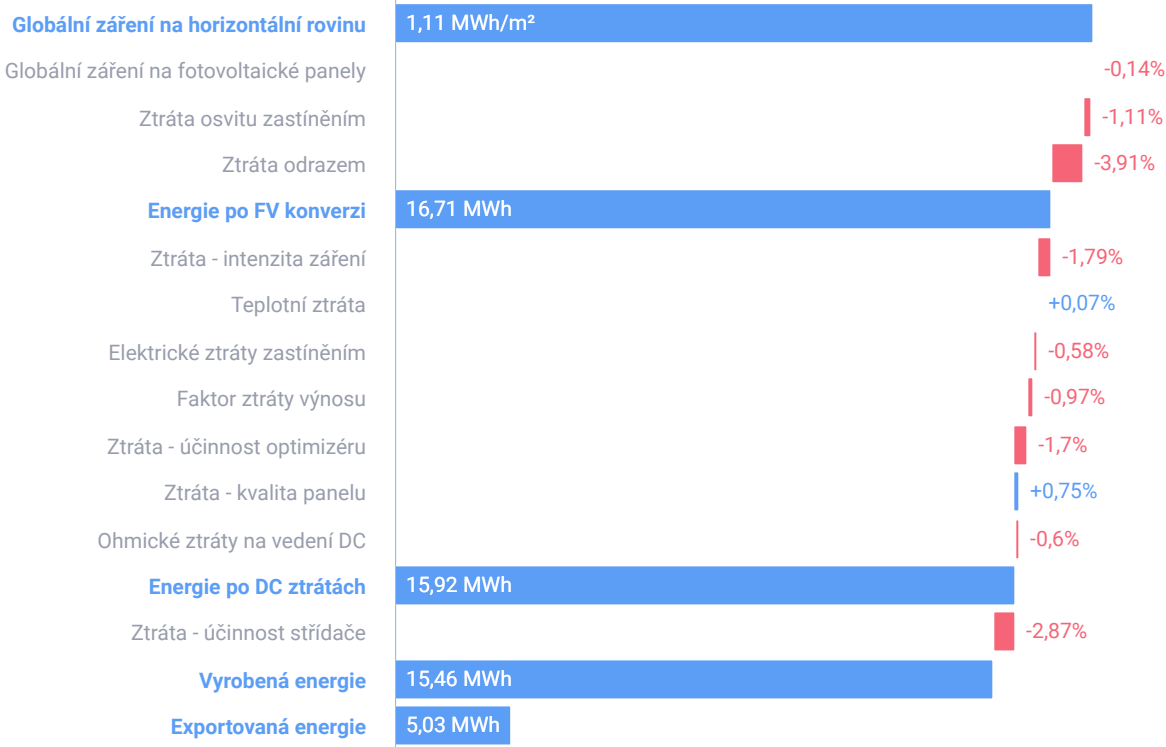 Globální záření na horizontální rovinu 1,11 MWh/m²
Globální záření na fotovoltaické panely -0,14%
Ztráta osvitu zastíněním -1,11%
Ztráta odrazem -3,91%
Energie po FV konverzi 16,71 MWh
Ztráta - intenzita záření -1,79%
Teplotní ztráta +0,07%
Elektrické ztráty zastíněním -0,58%
Faktor ztráty výnosu -0,97%
Ztráta - účinnost optimizéru -1,7%
Ztráta - kvalita panelu +0,75%
Ohmické ztráty na vedení DC -0,6%
Energie po DC ztrátách 15,92 MWh
Ztráta - účinnost střídače -2,87%
Vyrobená energie 15,46 MWh
Exportovaná energie 5,03 MWh